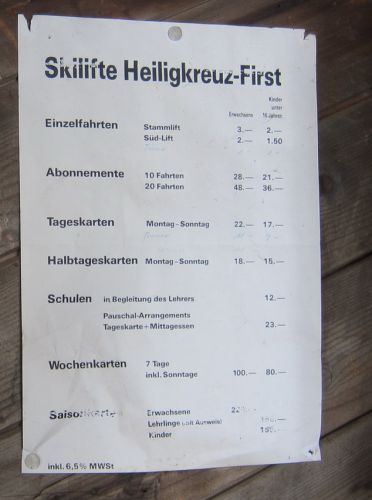 Skilifte Heiligkreuz-First
Kinder
unter
Erwachsene 16 Jahren
Einzelfahrten Stammlift 3.— 2.—
Süd-Lift 2.— 1.50
Abonnemente 10 Fahrten 28.— 21.—
20 Fahrten 48.— 36.—
Tageskarten Montag–Sonntag 22.— 17.—
Halbtageskarten Montag–Sonntag 18.— 15.—
Schulen in Begleitung des Lehrers 12.—
Pauschal-Arrangements
Tageskarte+Mittagessen 23.—
Wochenkarten 7 Tage
inkl. Sonntage 100.— 80.—
Saisonkarten Erwachsene
Lehrlinge (mit Ausweis)
Kinder
inkl. 6,5% MWSt